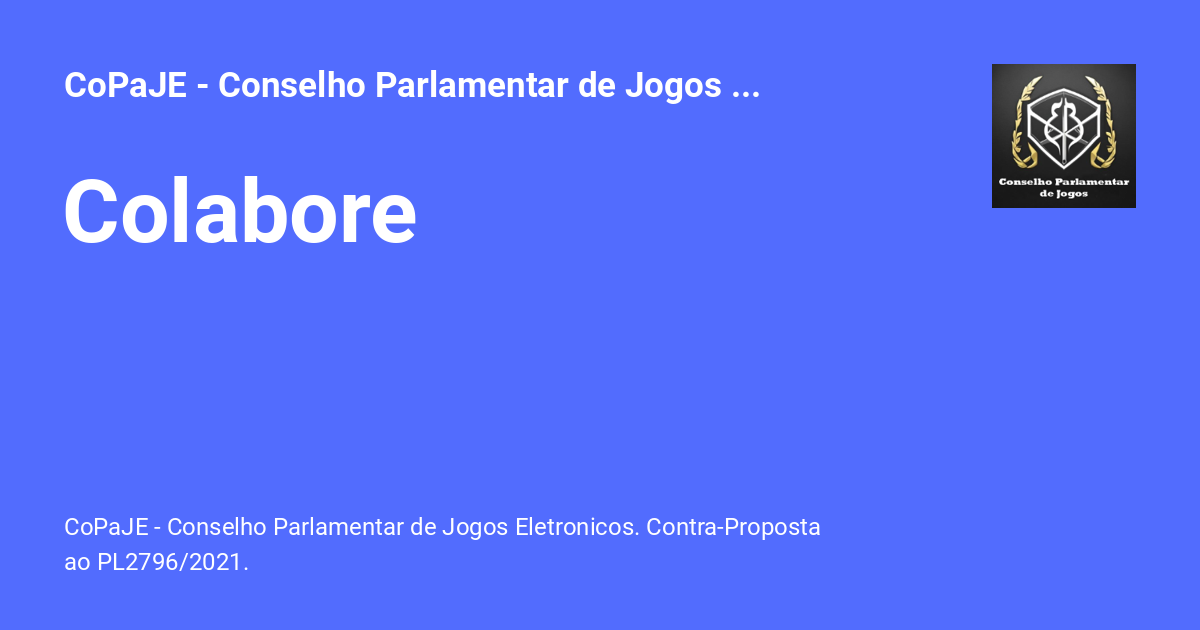 CoPaJE - Conselho Parlamentar de Jogos ...
Conselho Parlamentar
de Jogos
Colabore
CoPaJE - Conselho Parlamentar de Jogos Eletronicos. Contra-Proposta
ao PL2796/2021.